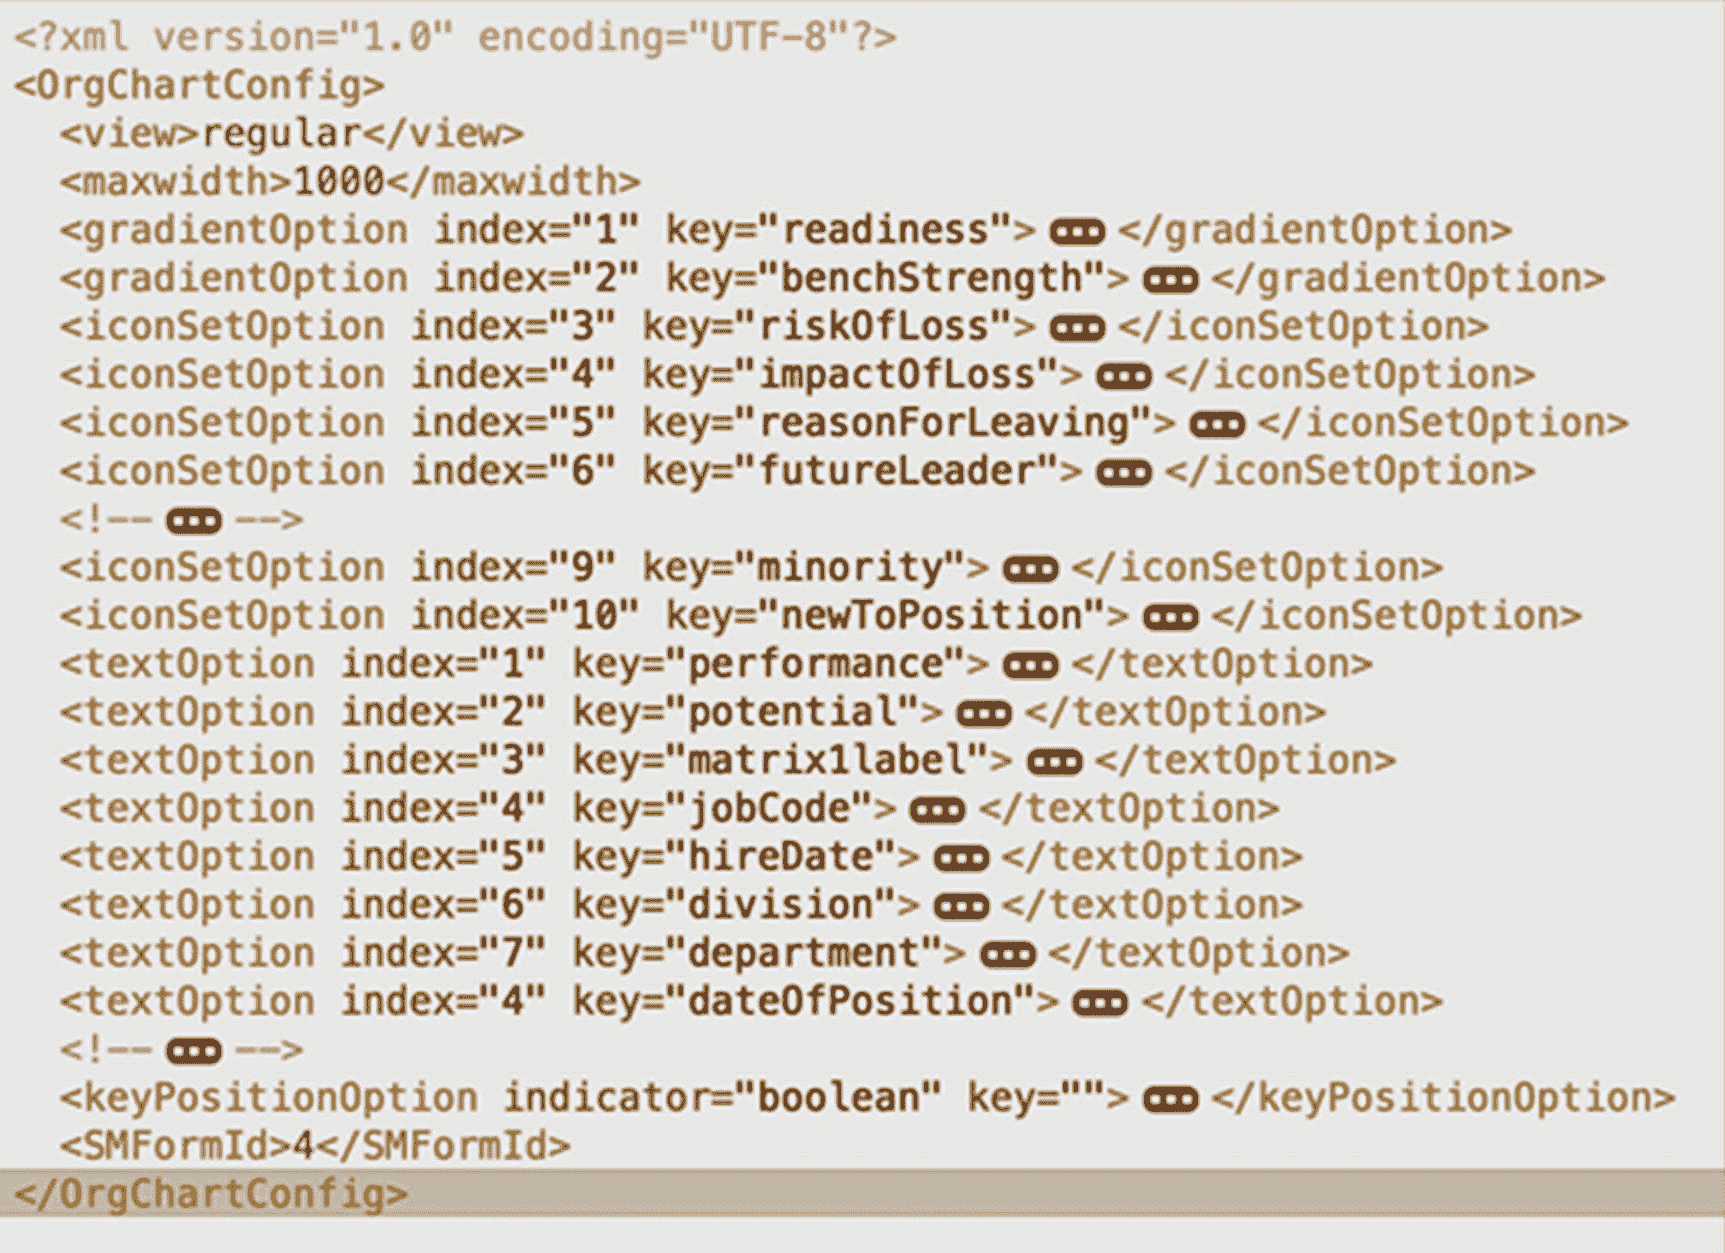 <?xml version="1.0" encoding="UTF-8"?>
<OrgChartConfig>
<view>regular</view>
<maxwidth>1000</maxwidth>
<gradientOption index="1" key="readiness"> </gradientOption>
<gradientOption index="2" key="benchStrength"> </gradientOption>
<iconSetOption index="3" key="riskOfLoss"> </iconSetOption>
<iconSetOption index="4" key="impactOfLoss"> </iconSetOption>
<iconSetOption index="5" key="reasonForLeaving"> </iconSetOption>
<iconSetOption index="6" key="futureLeader"> </iconSetOption>
<!-- -->
<iconSetOption index="9" key="minority"> </iconSetOption>
<iconSetOption index="10" key="newToPosition"> </iconSetOption>
<textOption index="1" key="performance"> </textOption>
<textOption index="2" key="potential"> </textOption>
<textOption index="3" key="matrix1label"> </textOption>
<textOption index="4" key="jobCode"> </textOption>
<textOption index="5" key="hireDate"> </textOption>
<textOption index="6" key="division"> </textOption>
<textOption index="7" key="department"> </textOption>
<textOption index="4" key="dateOfPosition"> </textOption>
<!-- -->
<keyPositionOption indicator="boolean" key=""> </keyPositionOption>
<SMFormId>4</SMFormId>
</OrgChartConfig>